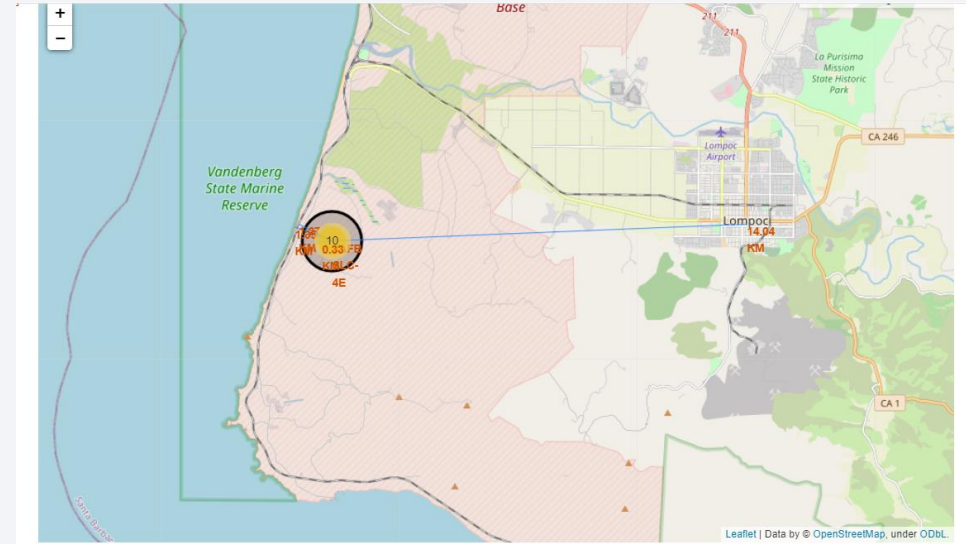 +
−
Base
211
211
La Purisima
Mission
State Historic
Park
CA 246
Lompoc
Airport
Vandenberg
State Marine
Reserve
Lompoc
14.04
KM
10
0.33
KM
4E
CA 1
Leaflet | Data by © OpenStreetMap, under ODbL.